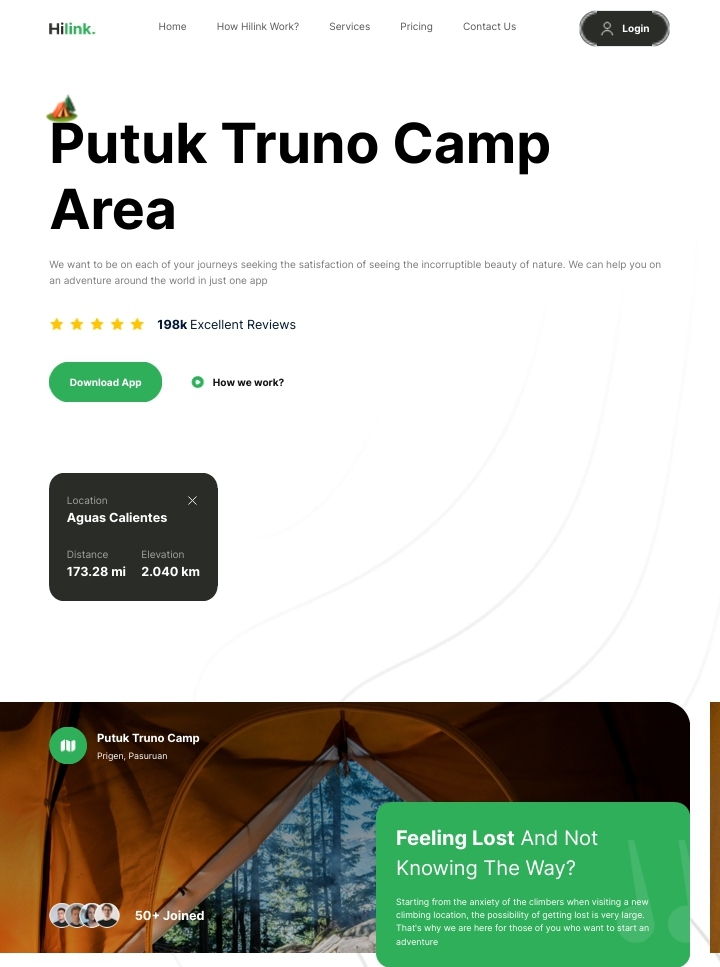 Hilink.
Home
How Hilink Work?
Services
Pricing
Contact Us
Login
Putuk Truno Camp
Area
We want to be on each of your journeys seeking the satisfaction of seeing the incorruptible beauty of nature. We can help you on
an adventure around the world in just one app
198k Excellent Reviews
Download App
How we work?
Location
Aguas Calientes
Distance
Elevation
173.28 mi
2.040 km
Putuk Truno Camp
Prigen, Pasuruan
50+ Joined
Feeling Lost And Not
Knowing The Way?
Starting from the anxiety of the climbers when visiting a new
climbing location, the possibility of getting lost is very large.
That's why we are here for those of you who want to start an
adventure